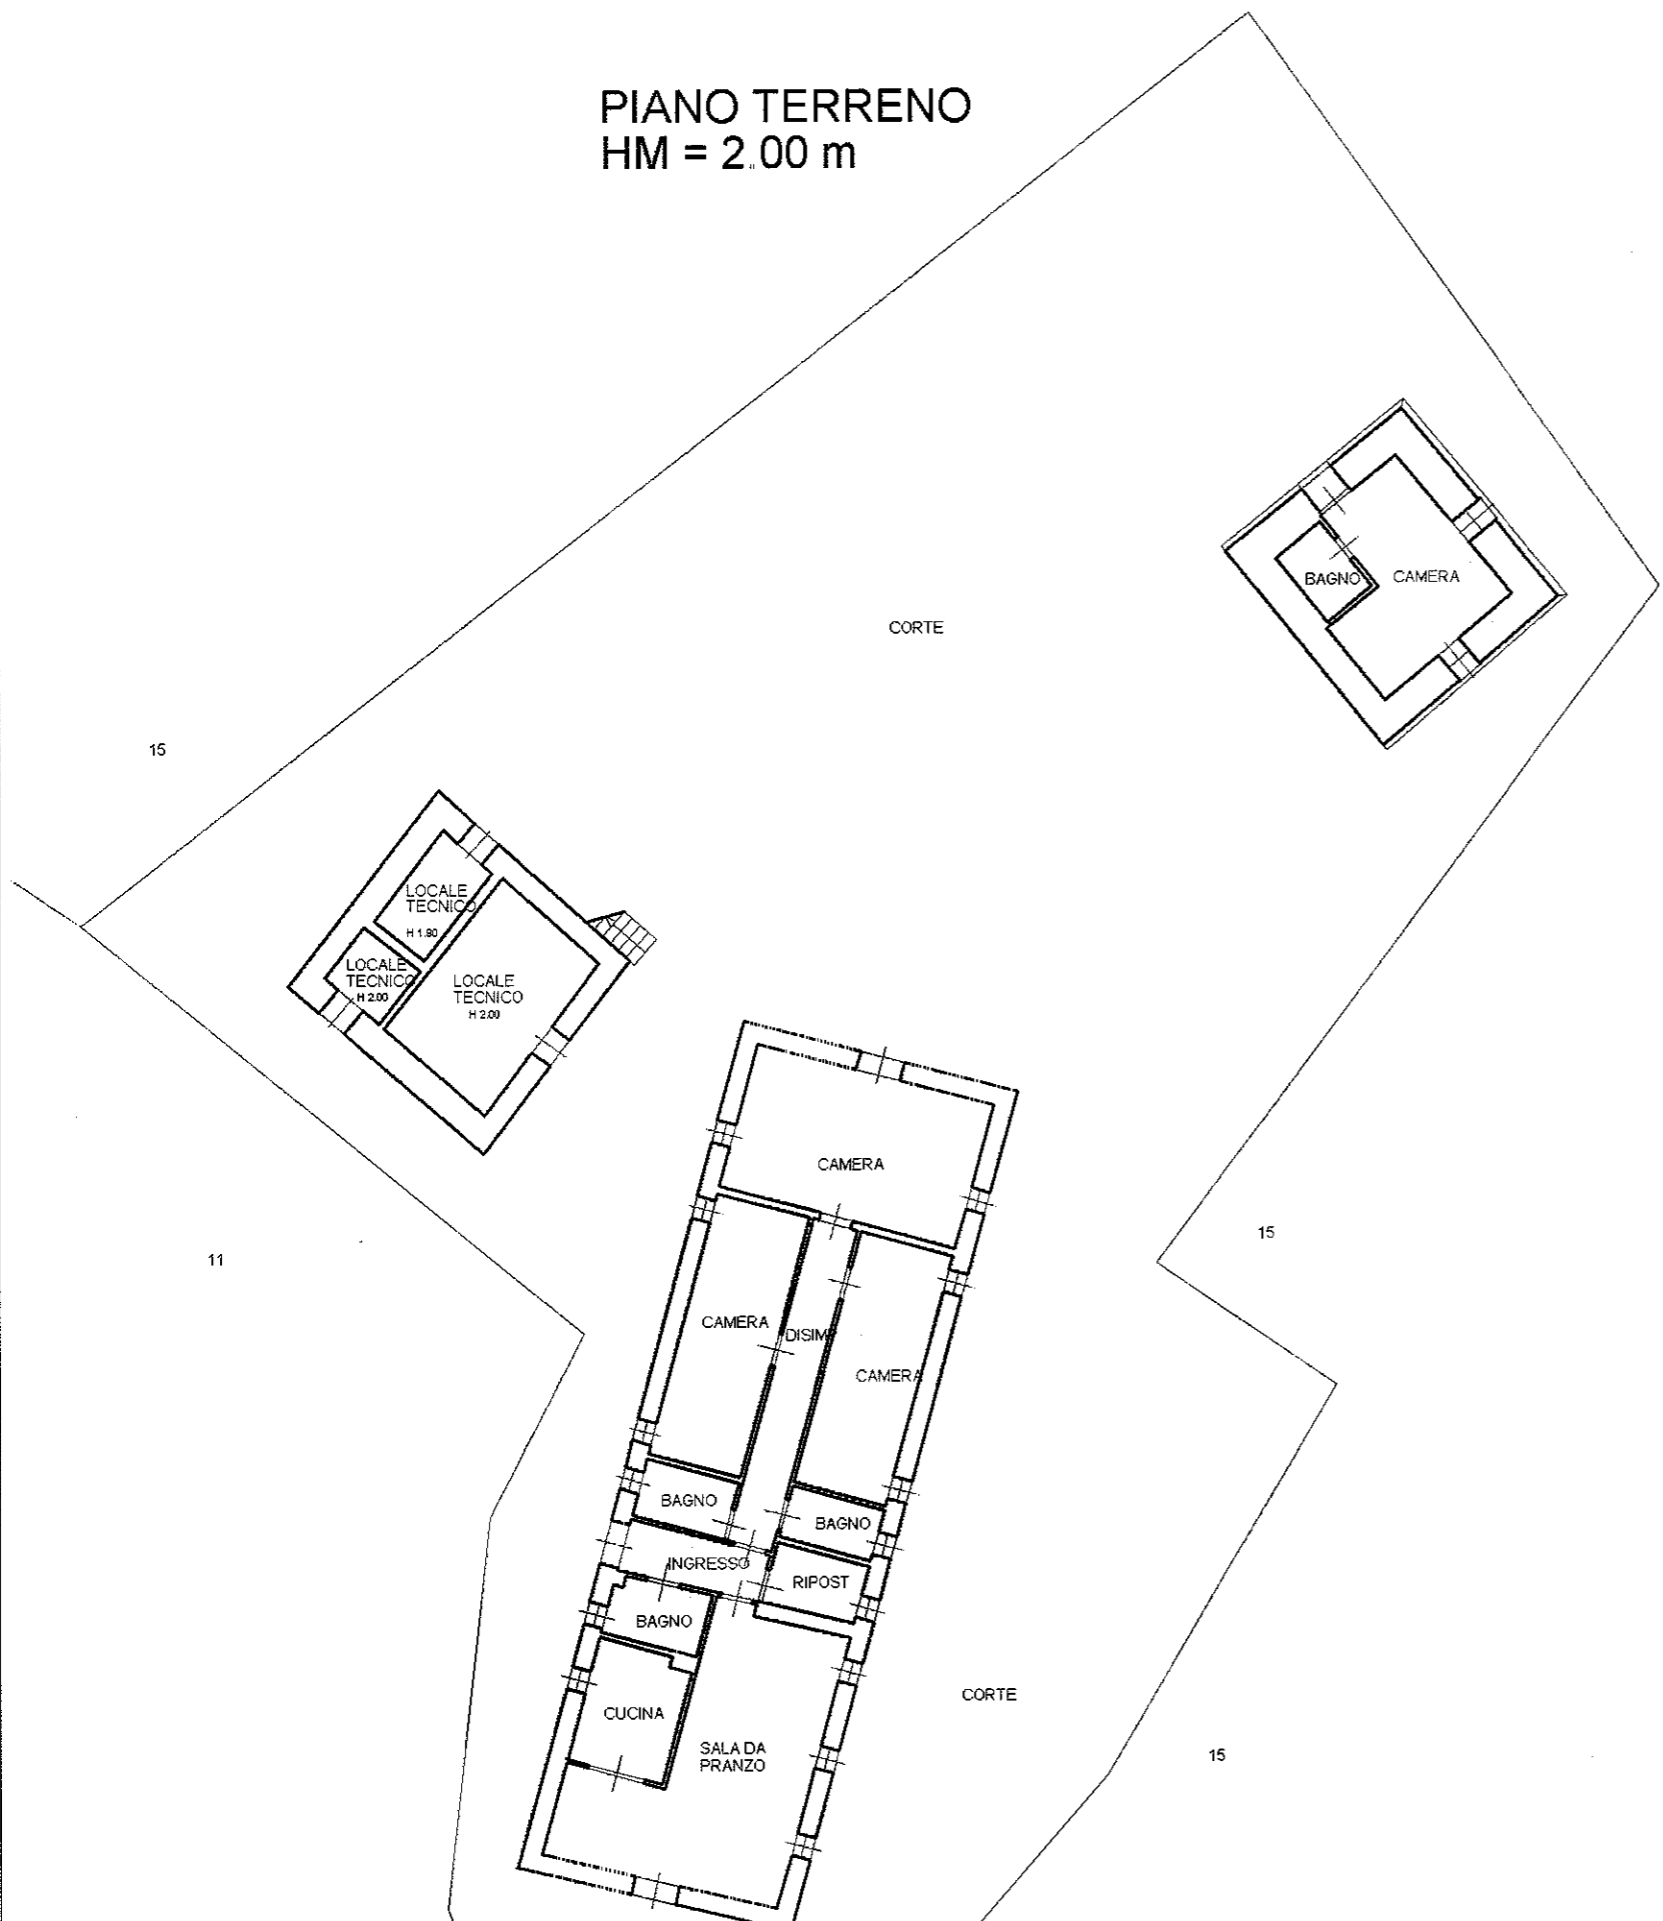 PIANO TERRENO
HM = 2.00 m
BAGNO
CAMERA
CORTE
15
LOCALE
TECNICO
H 1.90
LOCALE
TECNICO
H 2.00
LOCALE
TECNICO
H 2.00
CAMERA
15
11
CAMERA
DISIM
CAMERA
BAGNO
BAGNO
INGRESSO
RIPOST
BAGNO
CORTE
CUCINA
SALA DA
PRANZO
15